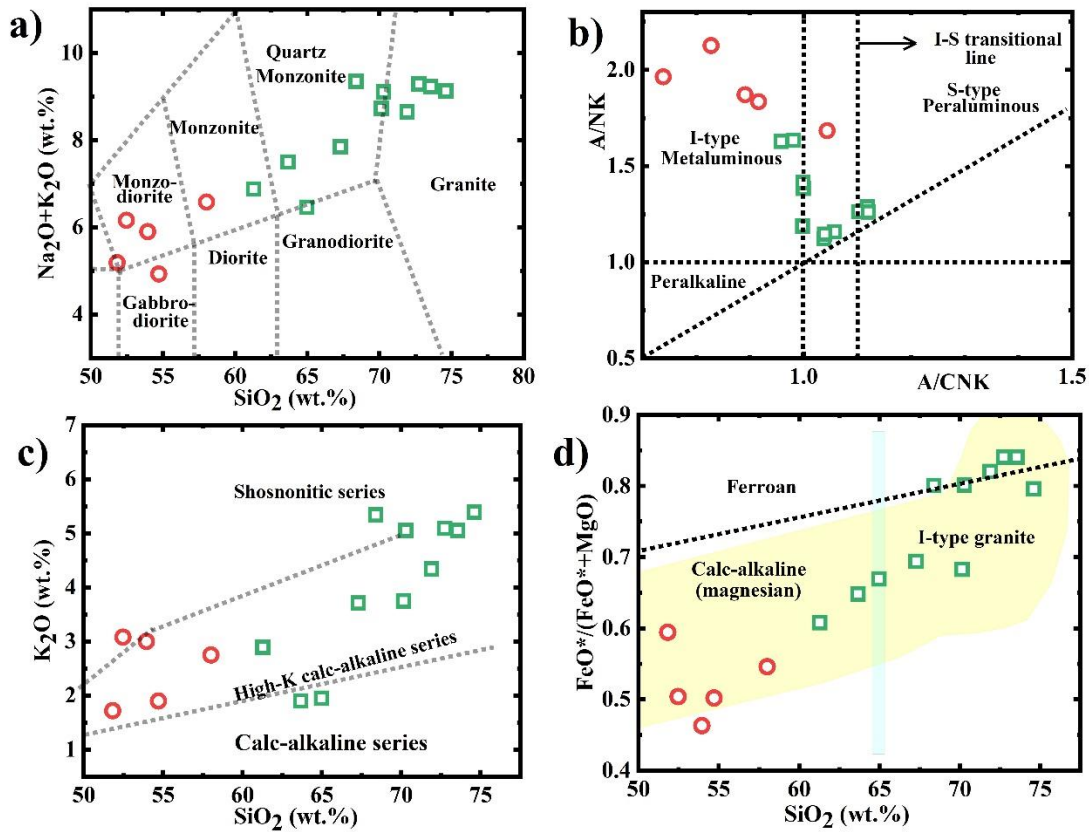 a)
Na2O+K2O (wt.%)
10
8
6
4
Quartz
Monzonite
Monzonite
Monzo-
diorite
Granite
Granodiorite
Diorite
Gabbro-
diorite
50 55 60 65 70 75 80
SiO2 (wt.%)
b)
A/NK
2.0
1.5
1.0
0.5
I-S transitional
line
S-type
Peraluminous
I-type
Metaluminous
Peralkaline
1.0 1.5
A/CNK
c)
K2O (wt.%)
7
6
5
4
3
2
1
Shosnonitic series
High-K calc-alkaline series
Calc-alkaline series
50 55 60 65 70 75
SiO2 (wt.%)
d)
FeO*/(FeO*+MgO)
0.9
0.8
0.7
0.6
0.5
0.4
Ferroan
I-type granite
Calc-alkaline
(magnesian)
50 55 60 65 70 75
SiO2 (wt.%)